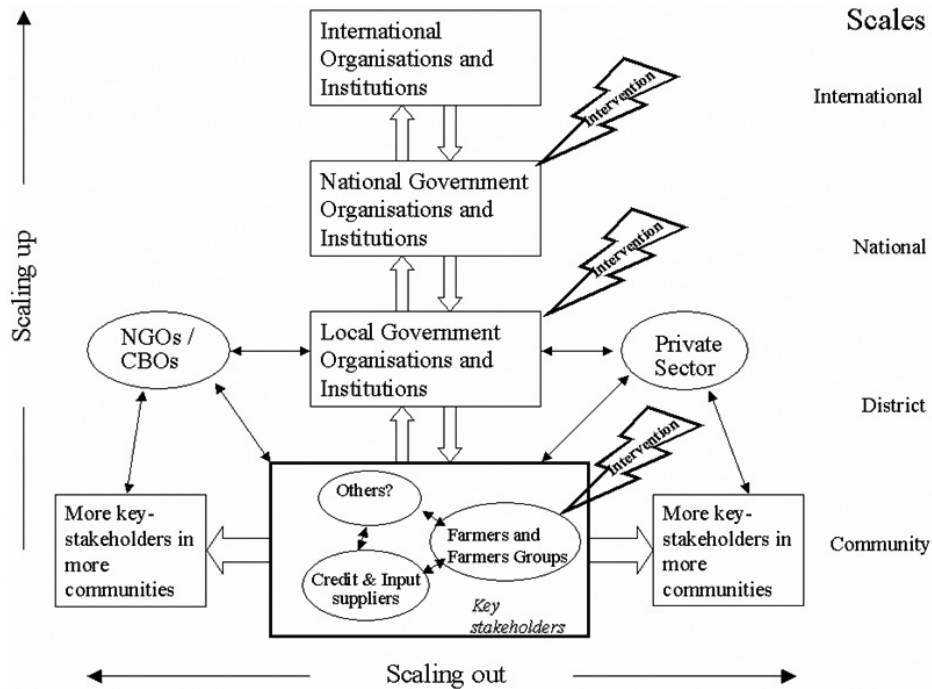 International
Organisations and
Institutions
Scales
International
Intervention
National Government
Organisations and
Institutions
Intervention
National
Scaling up
NGOs /
CBOs
Local Government
Organisations and
Institutions
Private
Sector
District
Intervention
Others?
More key-
stakeholders in
more
communities
Farmers and
Farmers Groups
Credit & Input
suppliers
Key
stakeholders
More key-
stakeholders in
more
communities
Community
Scaling out